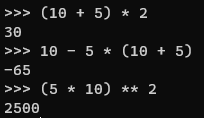 >>> (10 + 5) * 2
30
>>> 10 - 5 * (10 + 5)
-65
>>> (5 * 10) ** 2
2500